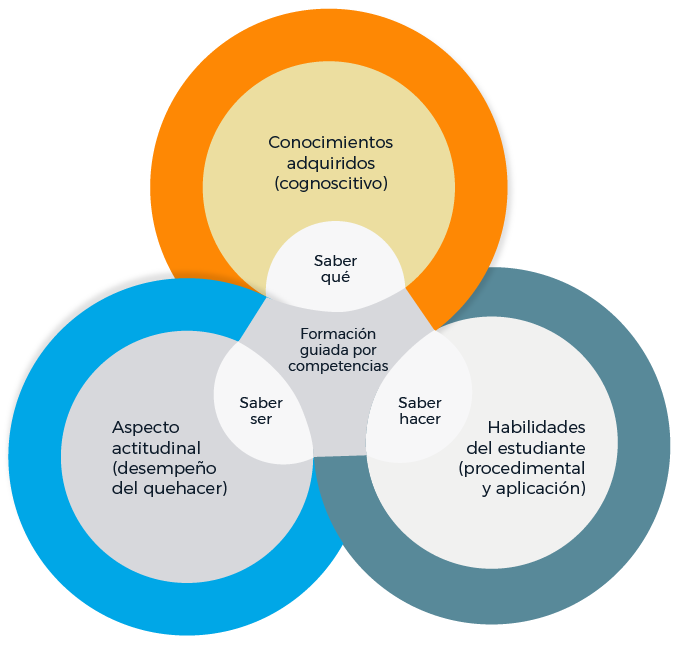 Conocimientos
adquiridos
(cognoscitivo)
Saber
qué
Formación
guiada por
competencias
Saber
ser
Saber
hacer
Aspecto
actitudinal
(desempeño
del quehacer)
Habilidades
del estudiante
(procedimental
y aplicación)